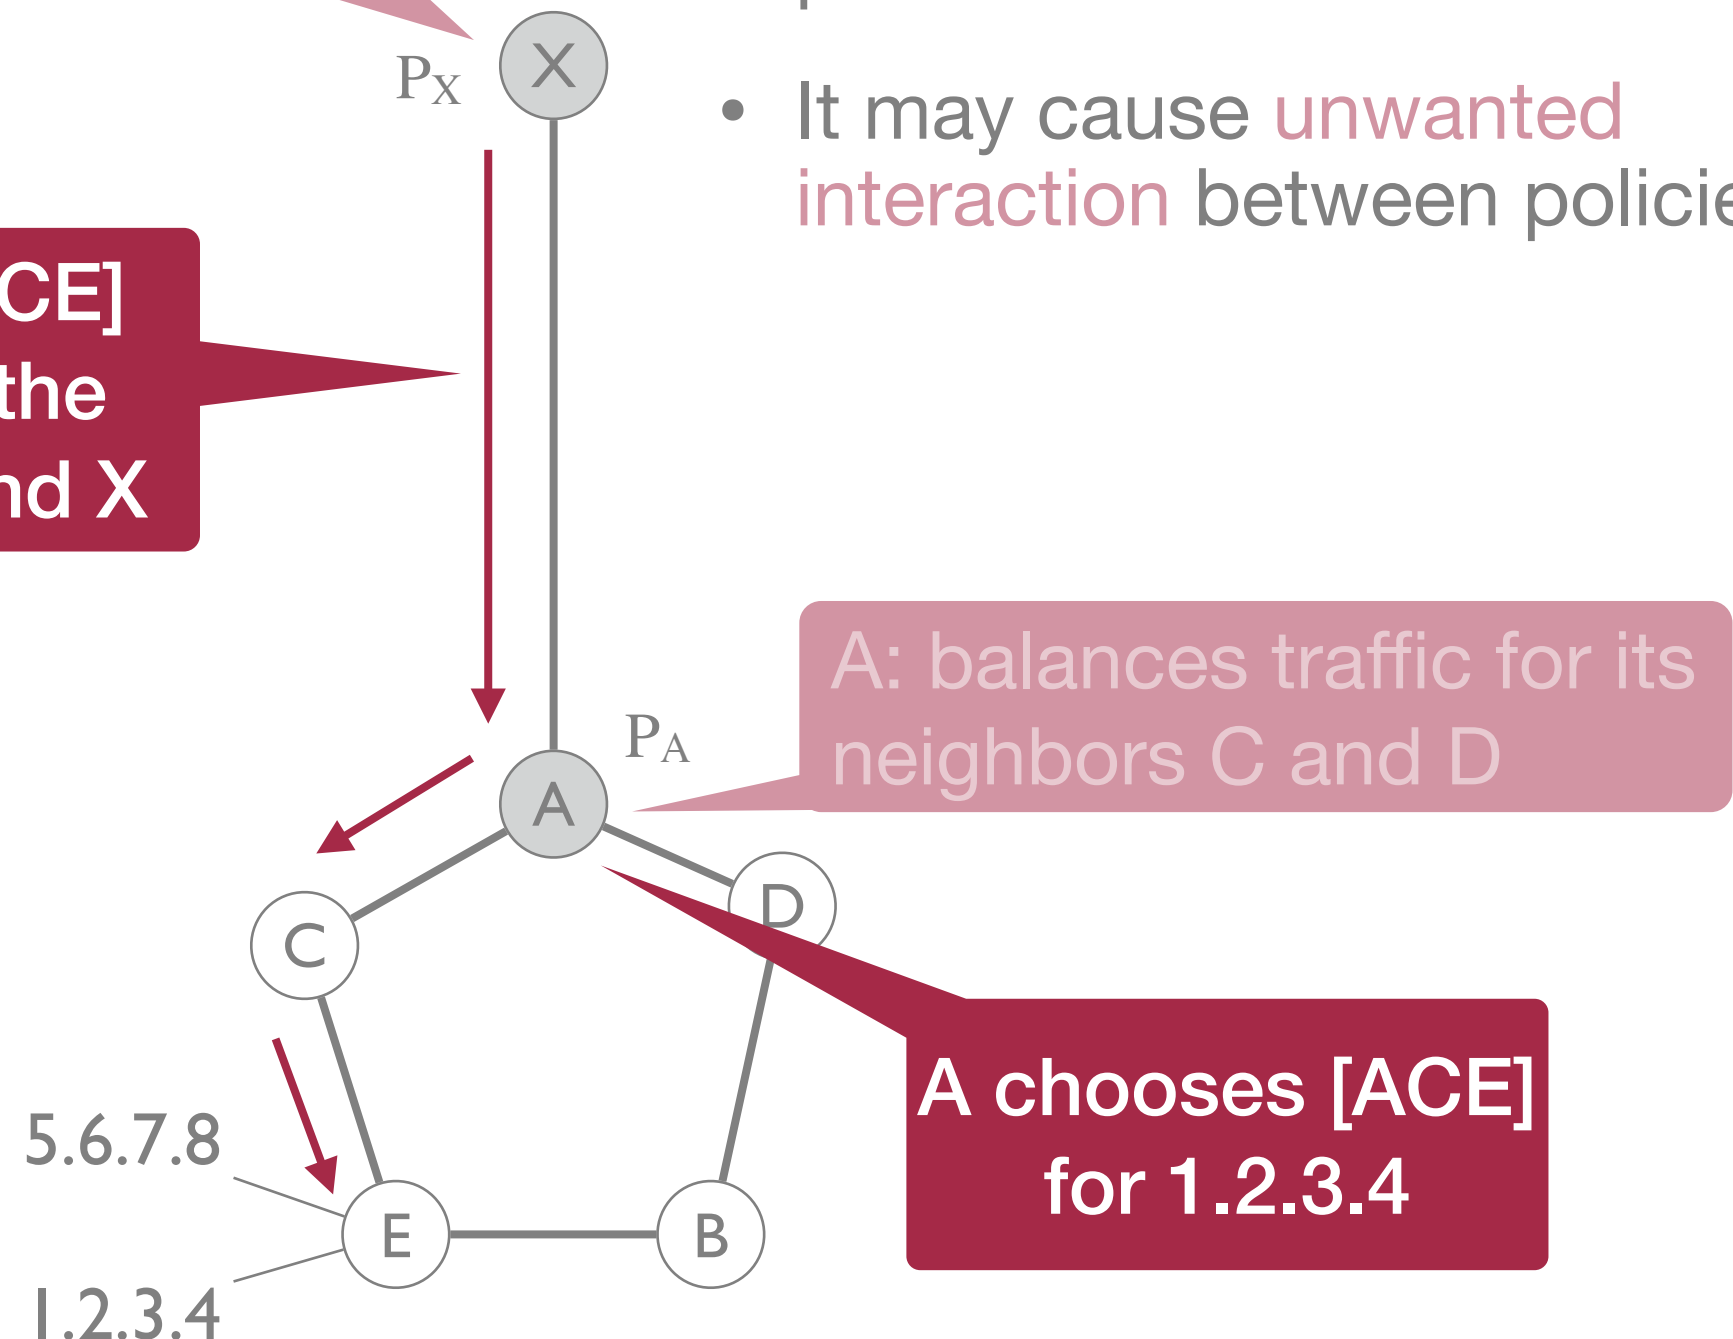 X
PX
• It may cause unwanted
interaction between policie
CE]
the
nd X
A: balances traffic for its
neighbors C and D
PA
A
D
C
A chooses [ACE]
for 1.2.3.4
5.6.7.8
E
B
1.2.3.4